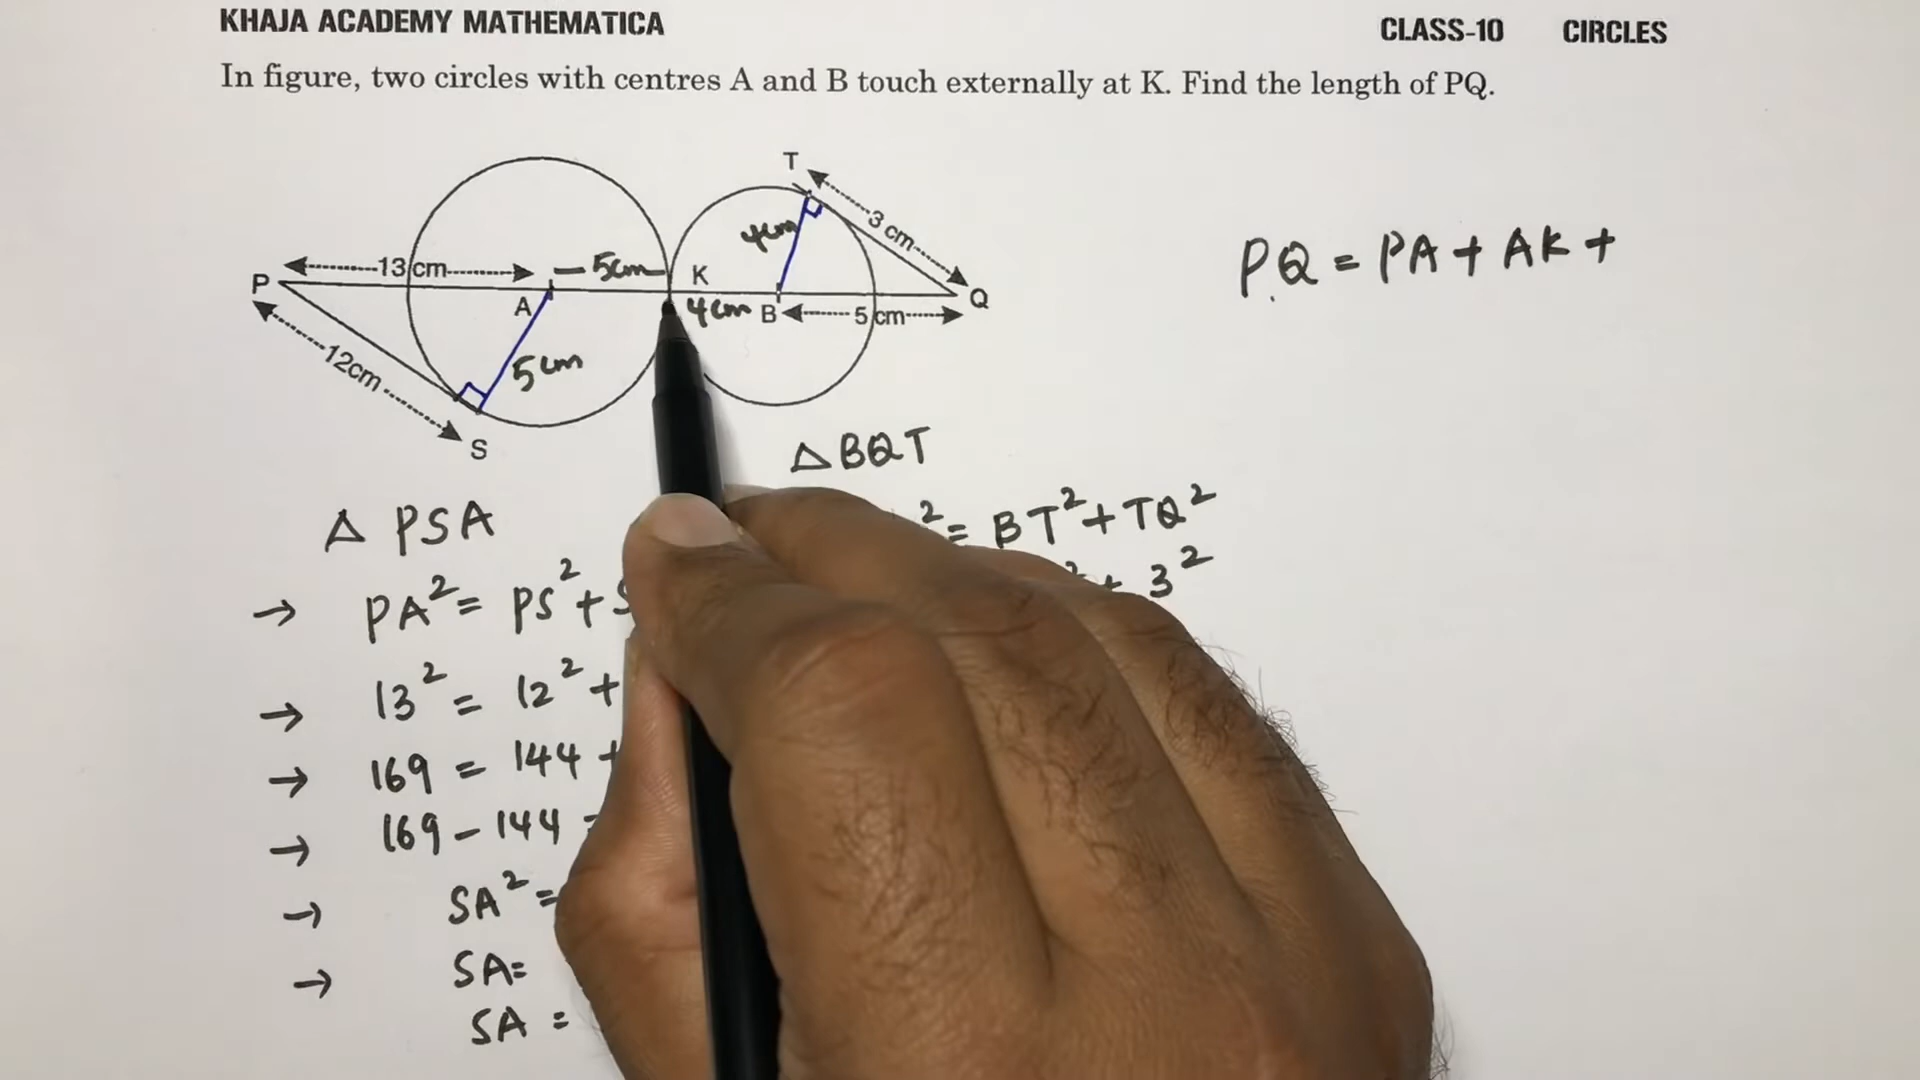 KHAJA ACADEMY MATHEMATICA CLASS-10 CIRCLES
In figure, two circles with centres A and B touch externally at K. Find the length of PQ.
T
3 cm
4cm
P 13 cm 5cm K
A 4cm B 5 cm Q
12cm 5cm
S
PQ = PA + AK +
△ BQT
△ PSA
² = BT² + TQ²
→ PA² = PS² + S
+ 3²
→ 13² = 12² +
→ 169 = 144 +
→ 169 - 144 =
→ SA² =
→ SA =
SA =